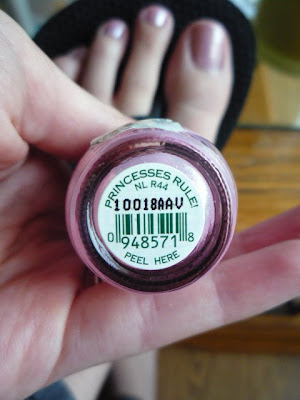 PRINCESSES RULE!
NL R44
10018AAV
0 948571 8
PEEL HERE